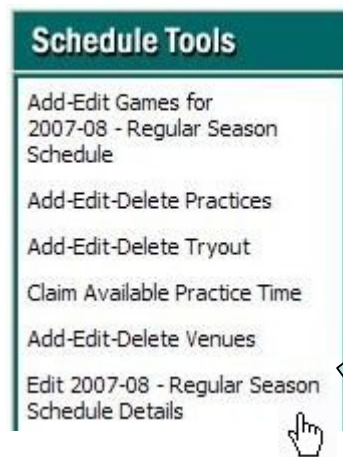 Schedule Tools
Add-Edit Games for
2007-08 - Regular Season
Schedule
Add-Edit-Delete Practices
Add-Edit-Delete Tryout
Claim Available Practice Time
Add-Edit-Delete Venues
Edit 2007-08 - Regular Season
Schedule Details